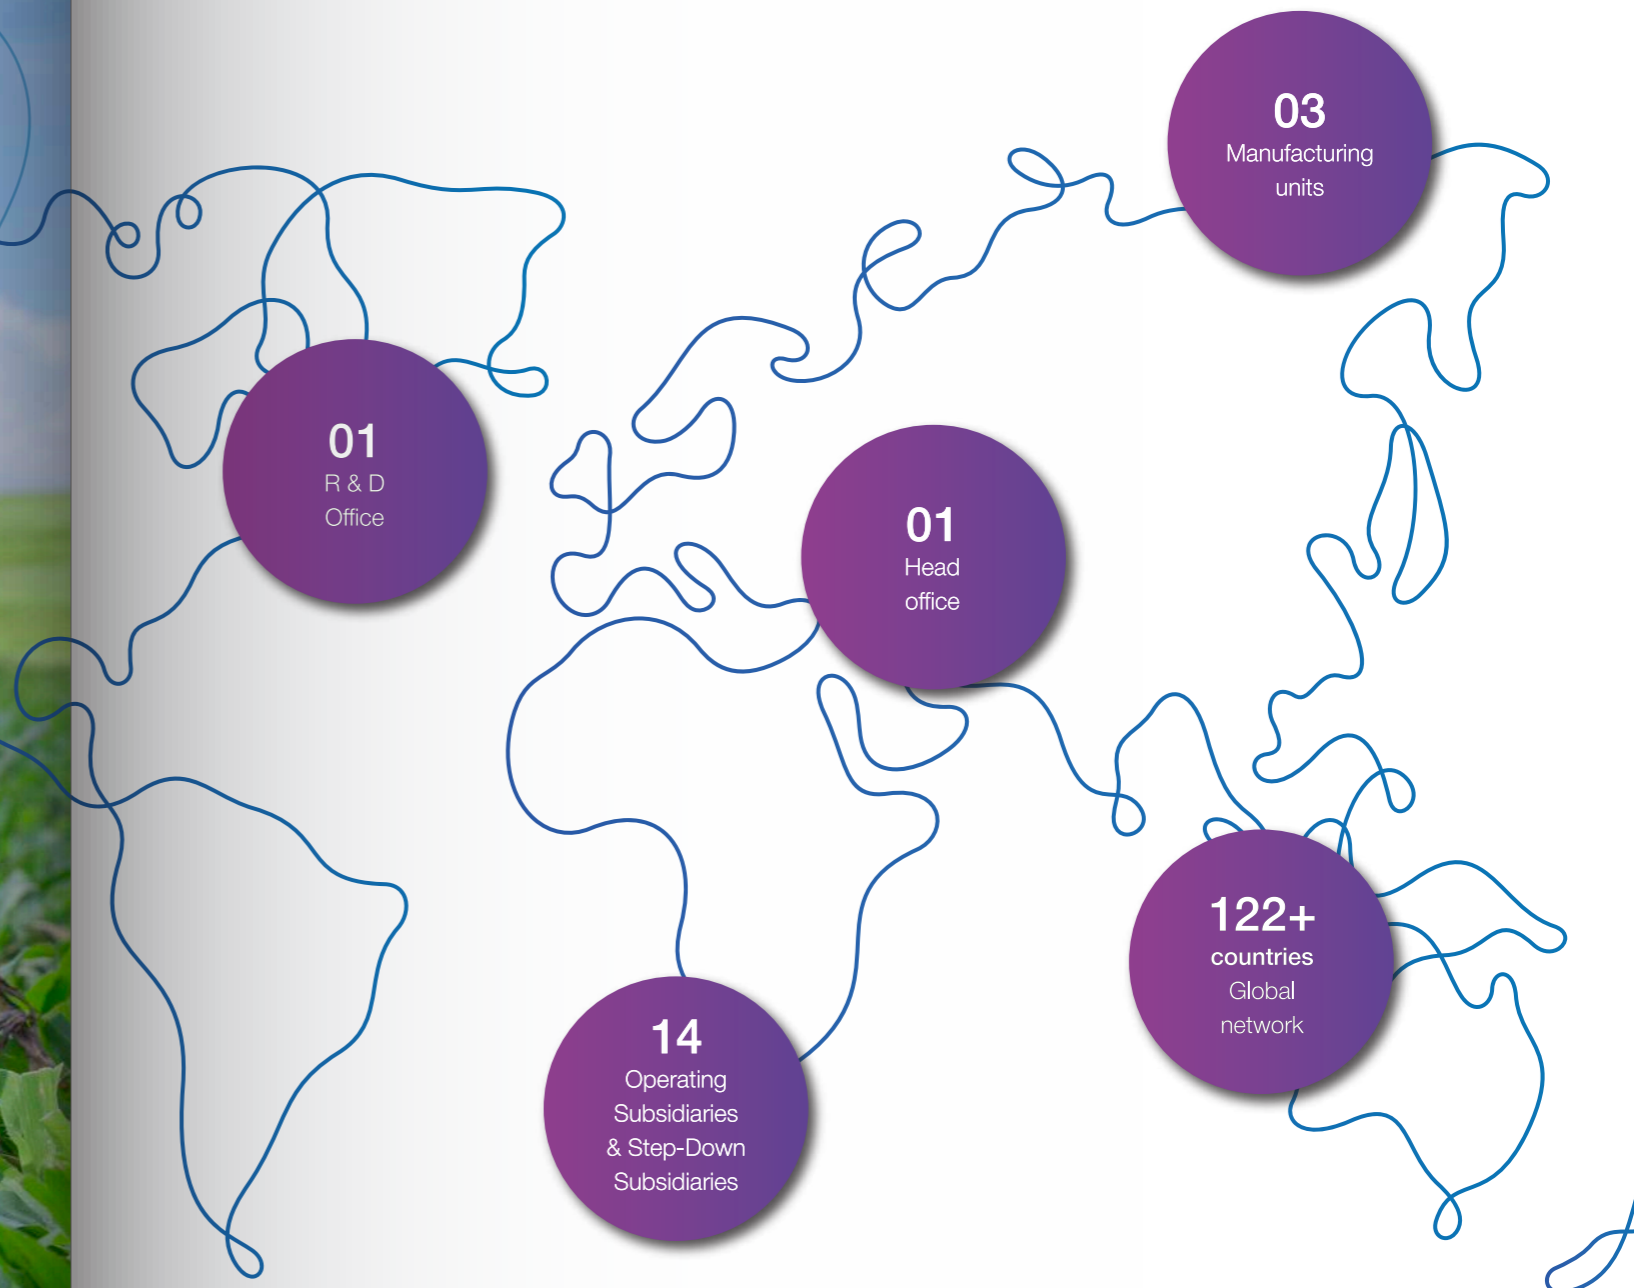 03
Manufacturing
units
01
R & D
Office
01
Head
office
122+
countries
Global
network
14
Operating
Subsidiaries
& Step-Down
Subsidiaries